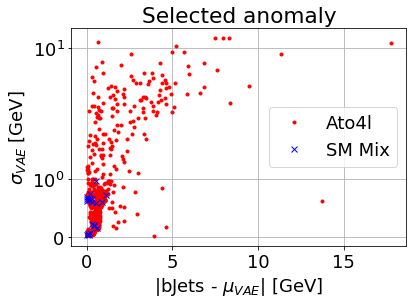 Selected anomaly
σ_VAE [GeV]
10¹
10⁰
0
Ato4l
SM Mix
0 5 10 15
|bJets - μ_VAE| [GeV]